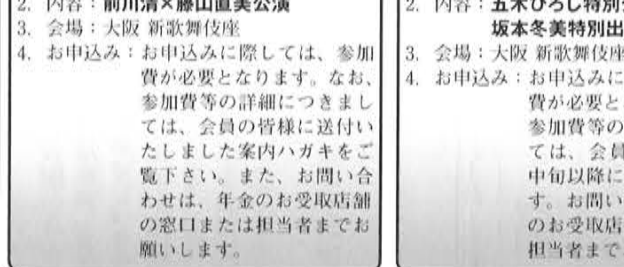 2. 内容：前川清×藤山直美公演
3. 会場：大阪 新歌舞伎座
4. お申込み：お申込みに際しては、参加
費が必要となります。なお、
参加費等の詳細につきまし
ては、会員の皆様に送付い
たしました案内ハガキをご
覧下さい。また、お問い合
わせは、年金のお受取店舗
の窓口または担当者までお
願いします。
2. 内容：五木ひろし特別
坂本冬美特別出
3. 会場：大阪 新歌舞伎座
4. お申込み：お申込みに
費が必要と
参加費等の
ては、会員
中旬以降に
す。お問い
のお受取店
担当者まで